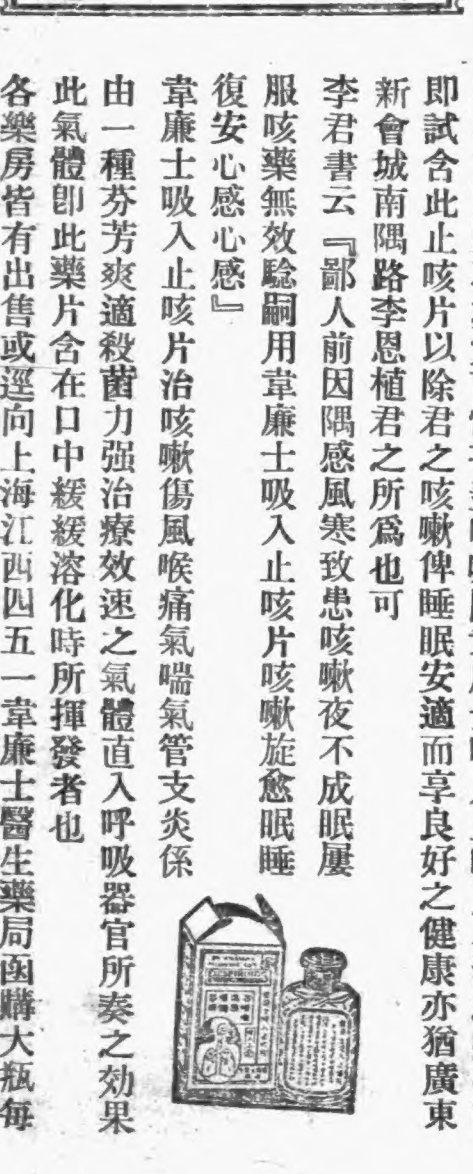 即試含此止咳片以除君之咳嗽俾睡眠安適而享良好之健康亦猶廣東
新會城南隅路李恩植君之所爲也可
李君書云『鄙人前因隅感風寒致患咳嗽夜不成眠屢
服咳藥無效驗嗣用韋廉士吸入止咳片咳嗽旋愈眠睡
復安心感心感』
韋廉士吸入止咳片治咳嗽傷風喉痛氣喘氣管支炎係
由一種芬芳爽適殺菌力强治療效速之氣體直入呼吸器官所奏之効果
此氣體卽此藥片含在口中緩緩溶化時所揮發者也
各藥房皆有出售或逕向上海江西四五一韋廉士醫生藥局函購大瓶每